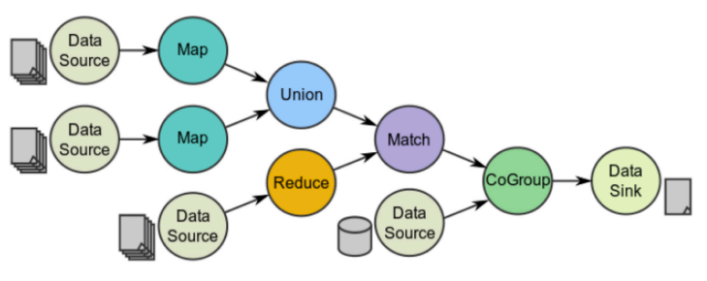 Data
Source
Map
Data
Source
Map
Union
Data
Source
Reduce
Match
Data
Source
CoGroup
Data
Sink